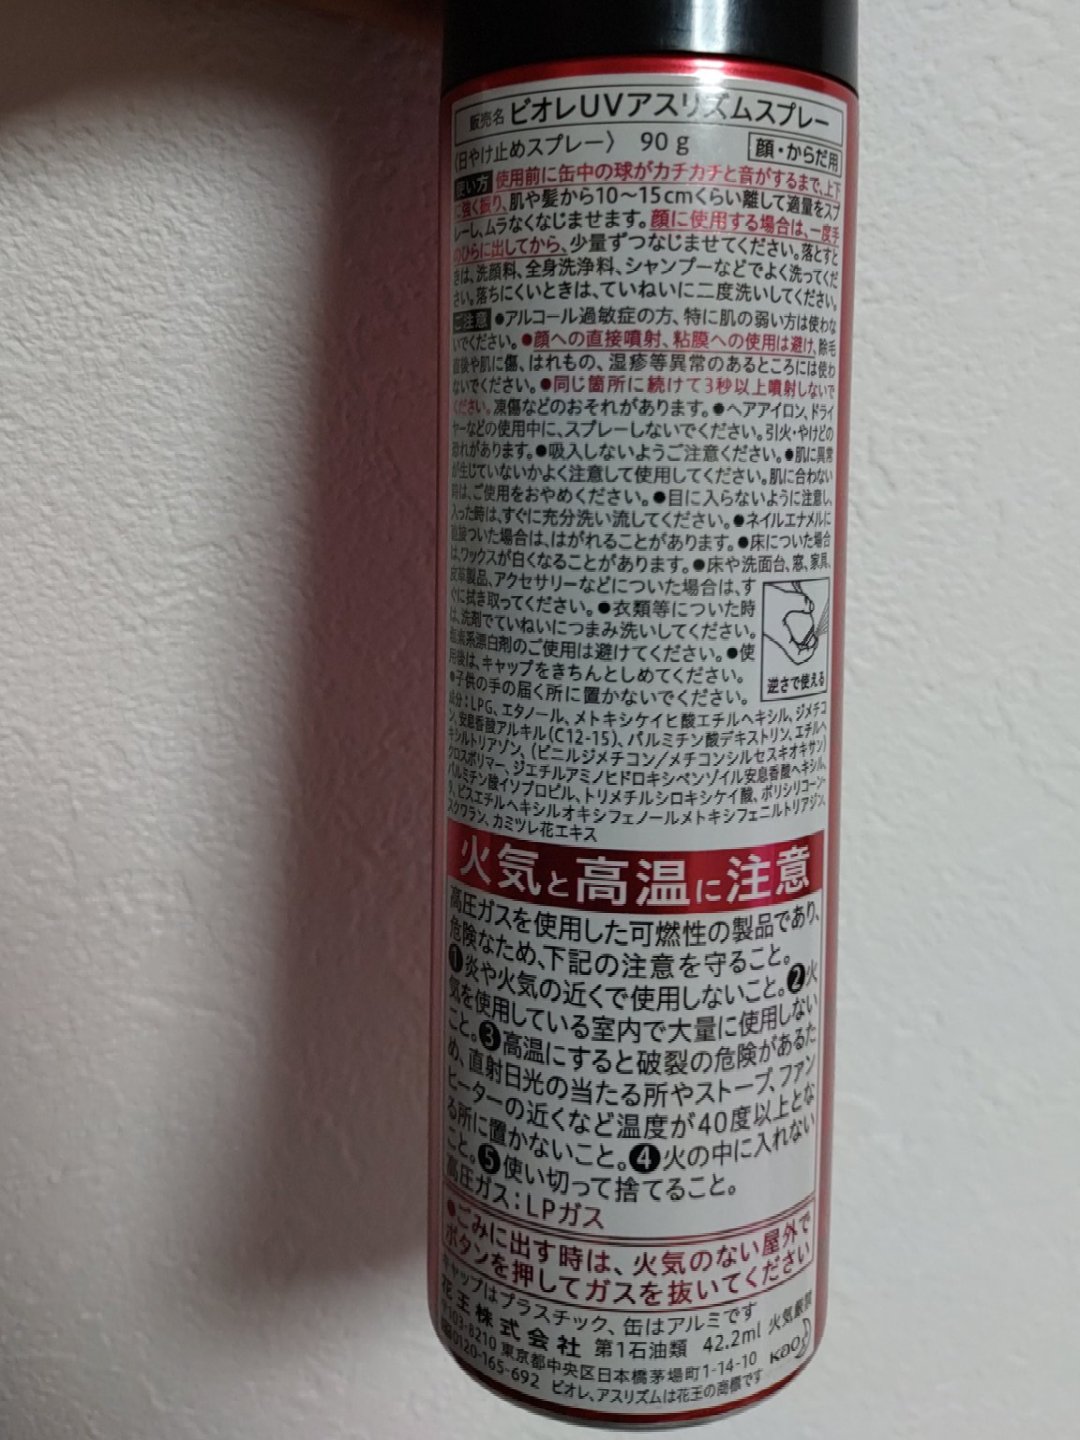 販売名 ビオレUVアスリズムスプレー
〈日やけ止めスプレー〉 90g 顔・からだ用
使い方 使用前に缶中の球がカチカチと音がするまで、上下
に強く振り、肌や髪から10～15cmくらい離して適量をスプ
レーし、ムラなくなじませます。顔に使用する場合は、一度手
のひらに出してから、少量ずつなじませてください。落とすと
きは、洗顔料、全身洗浄料、シャンプーなどでよく洗ってくだ
さい。落ちにくいときは、ていねいに二度洗いしてください。
ご注意 ●アルコール過敏症の方、特に肌の弱い方は使わな
いでください。●顔への直接噴射、粘膜への使用は避け、除毛
直後や肌に傷、はれもの、湿疹等異常のあるところには使わ
ないでください。●同じ箇所に続けて3秒以上噴射しないで
ください。凍傷などのおそれがあります。●ヘアアイロン、ドライ
ヤーなどの使用中に、スプレーしないでください。引火・やけどの
恐れがあります。●吸入しないようご注意ください。●肌に異常
が生じていないかよく注意して使用してください。肌に合わない
時は、ご使用をおやめください。●目に入らないように注意し、
入った時は、すぐに充分洗い流してください。●ネイルエナメルに
直接ついた場合は、はがれることがあります。●床についた場合
は、ワックスが白くなることがあります。●床や洗面台、窓、家具、
皮革製品、アクセサリーなどについた場合は、す
ぐに拭き取ってください。●衣類等についた時
は、洗剤でていねいにつまみ洗いしてください。
塩素系漂白剤のご使用は避けてください。●使
用後は、キャップをきちんとしめてください。
●子供の手の届く所に置かないでください。
逆さで使える
成分：LPG、エタノール、メトキシケイヒ酸エチルヘキシル、ジメチコ
ン、安息香酸アルキル(C12-15)、パルミチン酸デキストリン、エチルヘ
キシルトリアゾン、(ビニルジメチコン/メチコンシルセスキオキサン)
クロスポリマー、ジエチルアミノヒドロキシベンゾイル安息香酸ヘキシル、
パルミチン酸イソプロピル、トリメチルシロキシケイ酸、ポリシリコーン-
9、ビスエチルヘキシルオキシフェノールメトキシフェニルトリアジン、
スクワラン、カミツレ花エキス
火気と高温に注意
高圧ガスを使用した可燃性の製品であり、
危険なため、下記の注意を守ること。
❶炎や火気の近くで使用しないこと。❷火
気を使用している室内で大量に使用しない
こと。❸高温にすると破裂の危険があるた
め、直射日光の当たる所やストーブ、ファン
ヒーターの近くなど温度が40度以上とな
る所に置かないこと。❹火の中に入れない
こと。❺使い切って捨てること。
高圧ガス：LPガス
●ごみに出す時は、火気のない屋外で
ボタンを押してガスを抜いてください
キャップはプラスチック、缶はアルミです
花王株式会社 第1石油類 42.2ml 火気厳禁
〒103-8210 東京都中央区日本橋茅場町1-14-10 Kao
0120-165-692 ビオレ、アスリズムは花王の商標です